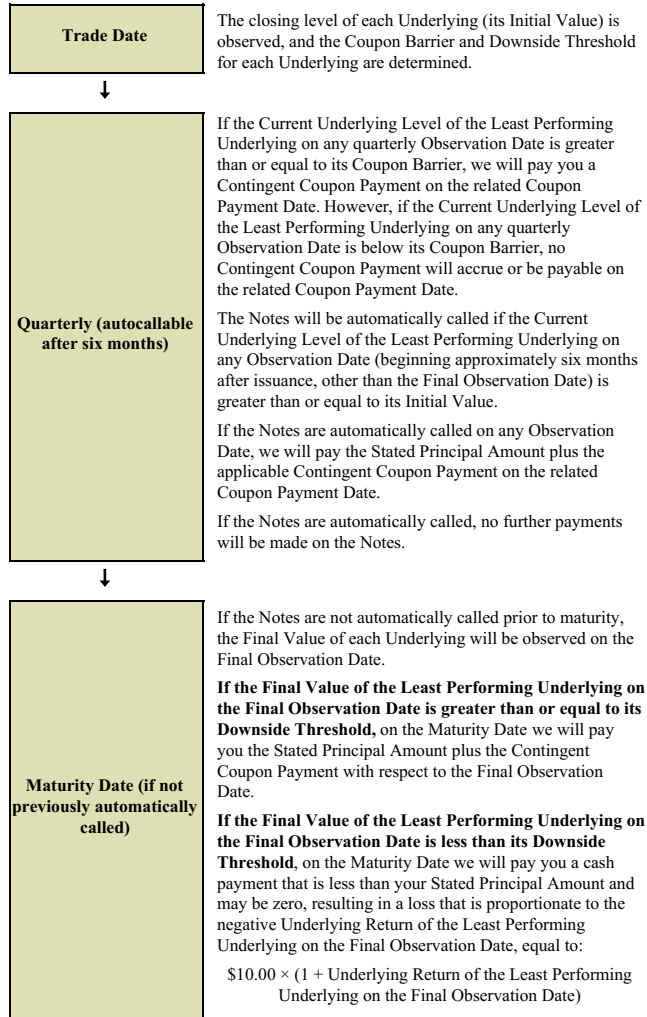 Trade Date
The closing level of each Underlying (its Initial Value) is
observed, and the Coupon Barrier and Downside Threshold
for each Underlying are determined.
Quarterly (autocallable
after six months)
If the Current Underlying Level of the Least Performing
Underlying on any quarterly Observation Date is greater
than or equal to its Coupon Barrier, we will pay you a
Contingent Coupon Payment on the related Coupon
Payment Date. However, if the Current Underlying Level of
the Least Performing Underlying on any quarterly
Observation Date is below its Coupon Barrier, no
Contingent Coupon Payment will accrue or be payable on
the related Coupon Payment Date.
The Notes will be automatically called if the Current
Underlying Level of the Least Performing Underlying on
any Observation Date (beginning approximately six months
after issuance, other than the Final Observation Date) is
greater than or equal to its Initial Value.
If the Notes are automatically called on any Observation
Date, we will pay the Stated Principal Amount plus the
applicable Contingent Coupon Payment on the related
Coupon Payment Date.
If the Notes are automatically called, no further payments
will be made on the Notes.
Maturity Date (if not
previously automatically
called)
If the Notes are not automatically called prior to maturity,
the Final Value of each Underlying will be observed on the
Final Observation Date.
If the Final Value of the Least Performing Underlying on
the Final Observation Date is greater than or equal to its
Downside Threshold, on the Maturity Date we will pay
you the Stated Principal Amount plus the Contingent
Coupon Payment with respect to the Final Observation
Date.
If the Final Value of the Least Performing Underlying on
the Final Observation Date is less than its Downside
Threshold, on the Maturity Date we will pay you a cash
payment that is less than your Stated Principal Amount and
may be zero, resulting in a loss that is proportionate to the
negative Underlying Return of the Least Performing
Underlying on the Final Observation Date, equal to:
$10.00 × (1 + Underlying Return of the Least Performing
Underlying on the Final Observation Date)